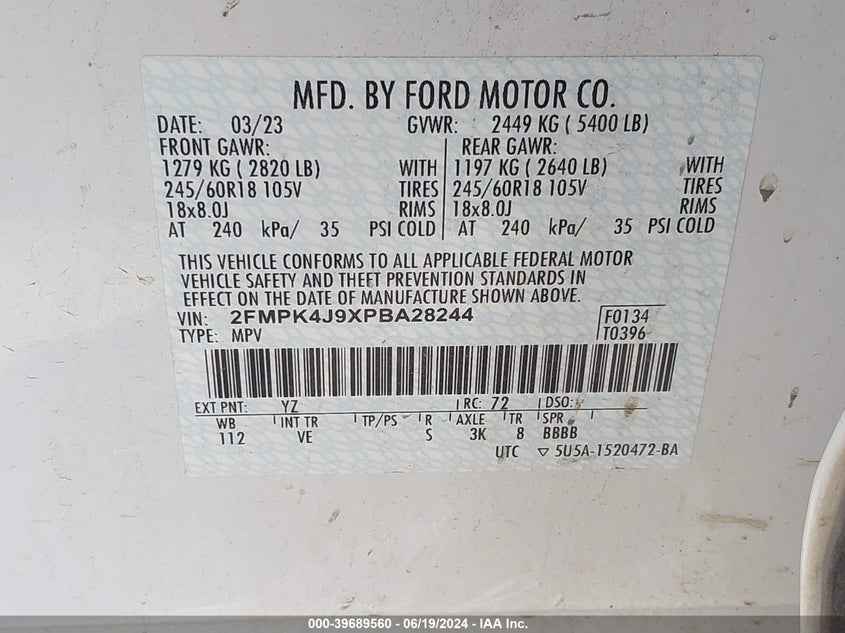 MFD. BY FORD MOTOR CO.
DATE: 03/23 GVWR: 2449 KG ( 5400 LB)
FRONT GAWR: REAR GAWR:
1279 KG ( 2820 LB) WITH 1197 KG ( 2640 LB) WITH
245/60R18 105V TIRES 245/60R18 105V TIRES
18x8.0J RIMS 18x8.0J RIMS
AT 240 kPa/ 35 PSI COLD AT 240 kPa/ 35 PSI COLD
THIS VEHICLE CONFORMS TO ALL APPLICABLE FEDERAL MOTOR
VEHICLE SAFETY AND THEFT PREVENTION STANDARDS IN
EFFECT ON THE DATE OF MANUFACTURE SHOWN ABOVE.
VIN: 2FMPK4J9XPBA28244 F0134
TYPE: MPV T0396
EXT PNT: YZ RC: 72 DSO:
WB INT TR TP/PS R AXLE TR SPR
112 VE S 3K 8 BBBB
UTC ▽ 5U5A-1520472-BA
000-39689560 - 06/19/2024 - IAA Inc.